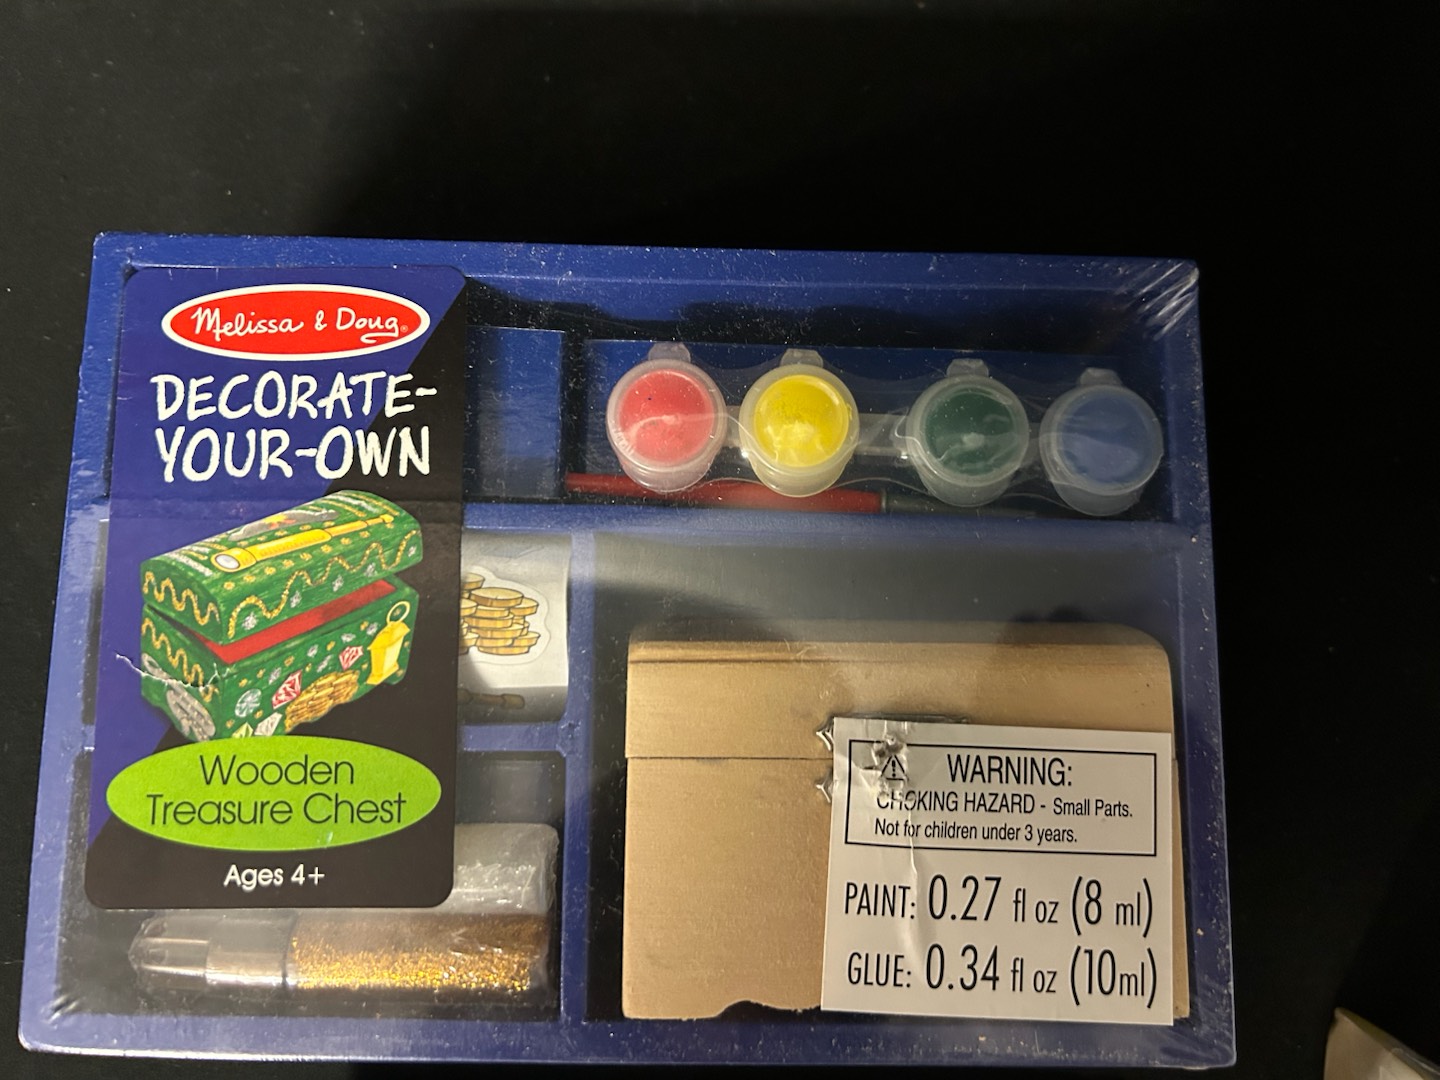 Melissa & Doug®
DECORATE-
YOUR-OWN
Wooden
Treasure Chest
Ages 4+
WARNING:
CHOKING HAZARD - Small Parts.
Not for children under 3 years.
PAINT: 0.27 fl oz (8 ml)
GLUE: 0.34 fl oz (10ml)